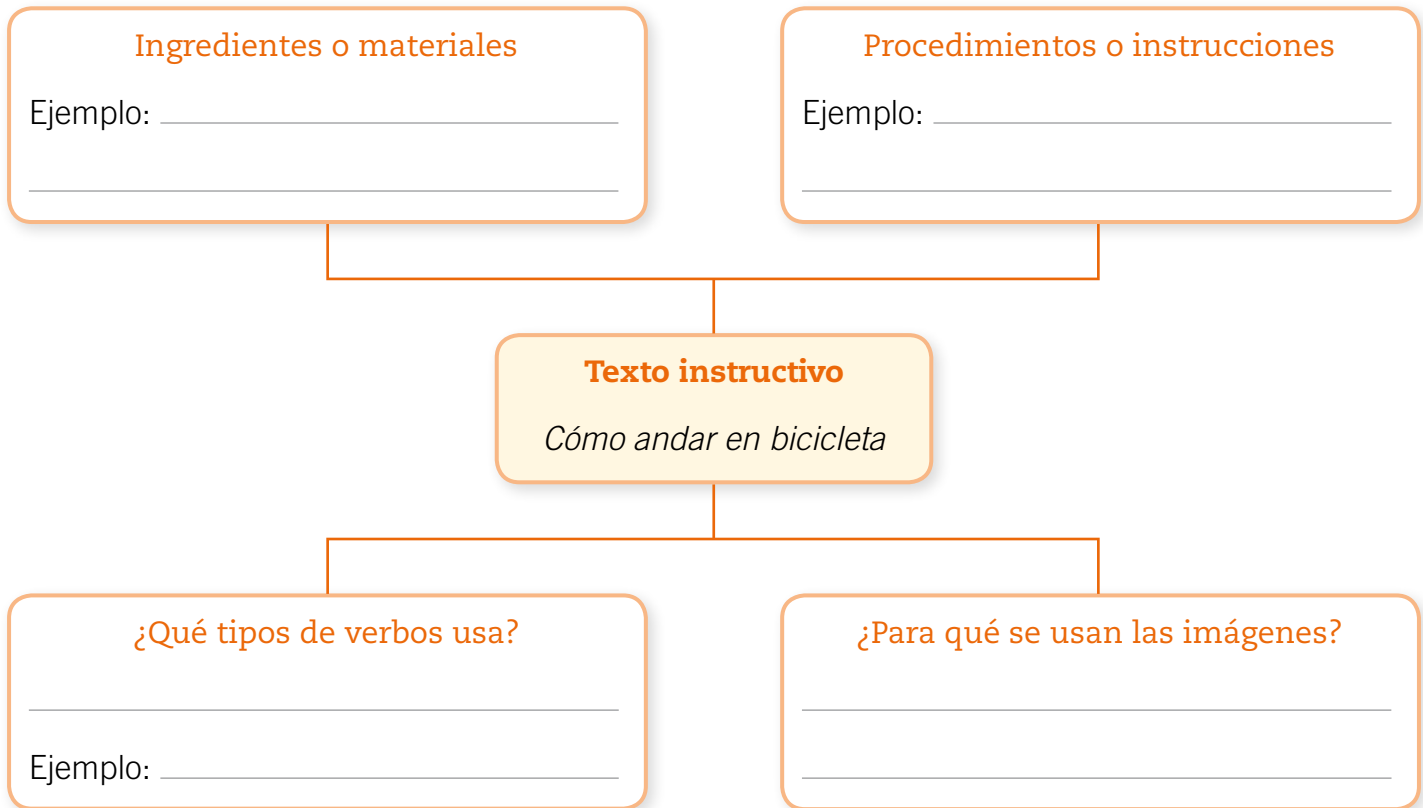 Ingredientes o materiales
Ejemplo:
Procedimientos o instrucciones
Ejemplo:
Texto instructivo
Cómo andar en bicicleta
¿Qué tipos de verbos usa?
Ejemplo:
¿Para qué se usan las imágenes?